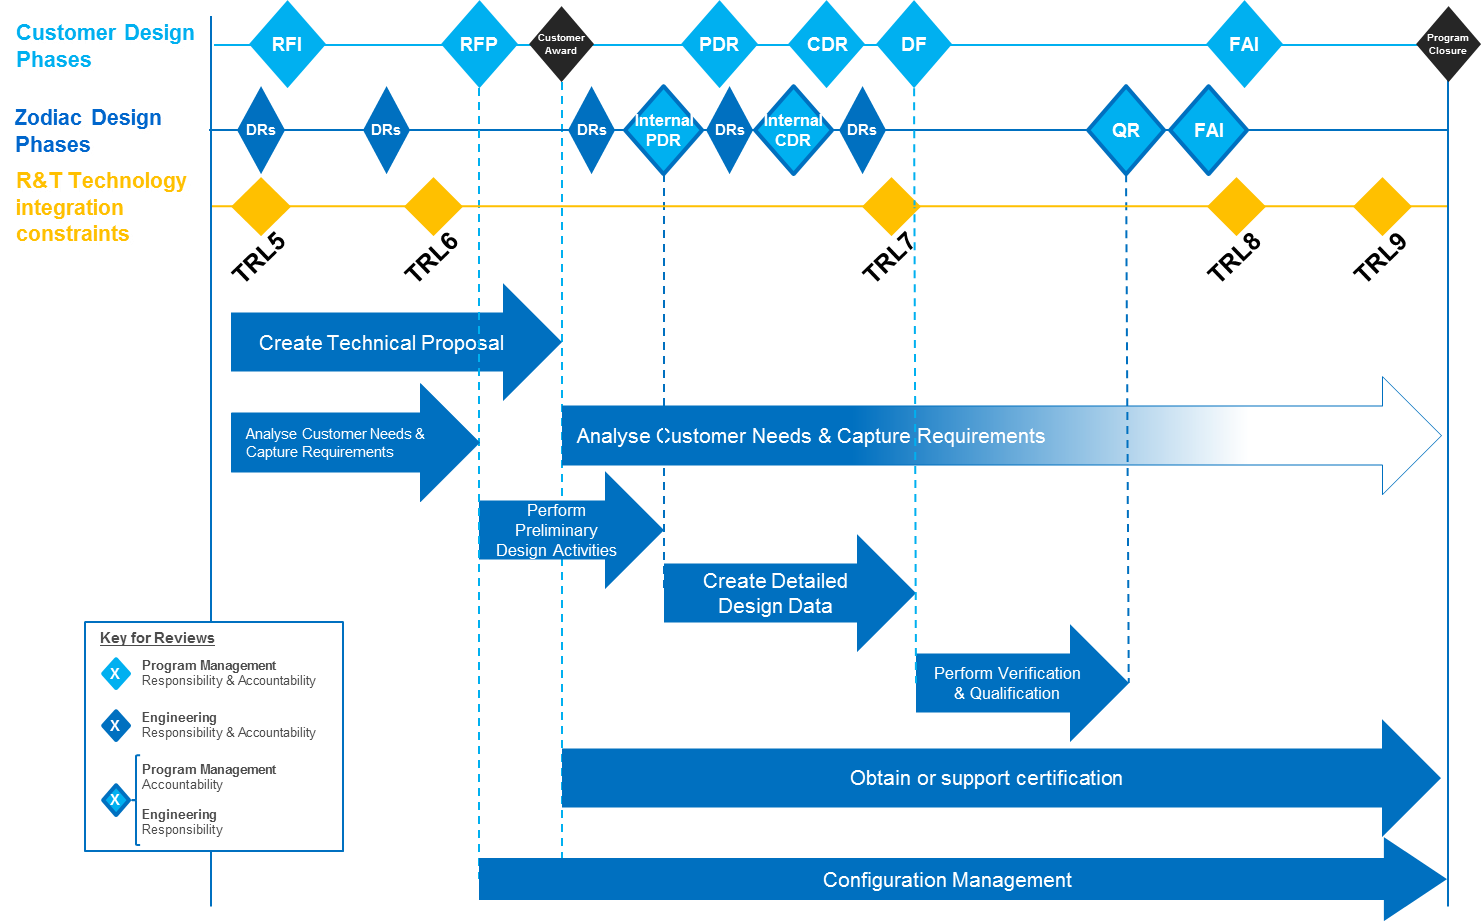 Customer Design
Phases
RFI
RFP
Customer
Award
PDR
CDR
DF
FAI
Program
Closure
Zodiac Design
Phases
DRs
DRs
DRs
Internal
PDR
DRs
Internal
CDR
DRs
QR
FAI
R&T Technology
integration
constraints
TRL5
TRL6
TRL7
TRL8
TRL9
Create Technical Proposal
Analyse Customer Needs &
Capture Requirements
Analyse Customer Needs & Capture Requirements
Perform
Preliminary
Design Activities
Create Detailed
Design Data
Perform Verification
& Qualification
Obtain or support certification
Configuration Management
Key for Reviews
X
Program Management
Responsibility & Accountability
X
Engineering
Responsibility & Accountability
X
Program Management
Accountability
Engineering
Responsibility